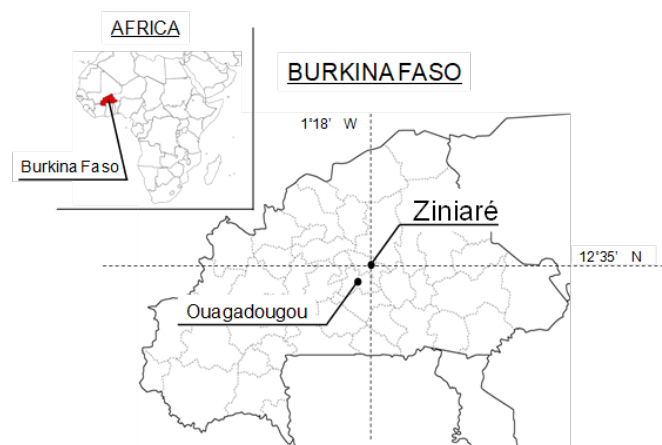 AFRICA
Burkina Faso
BURKINA FASO
1°18' W
Ziniaré
12°35' N
Ouagadougou